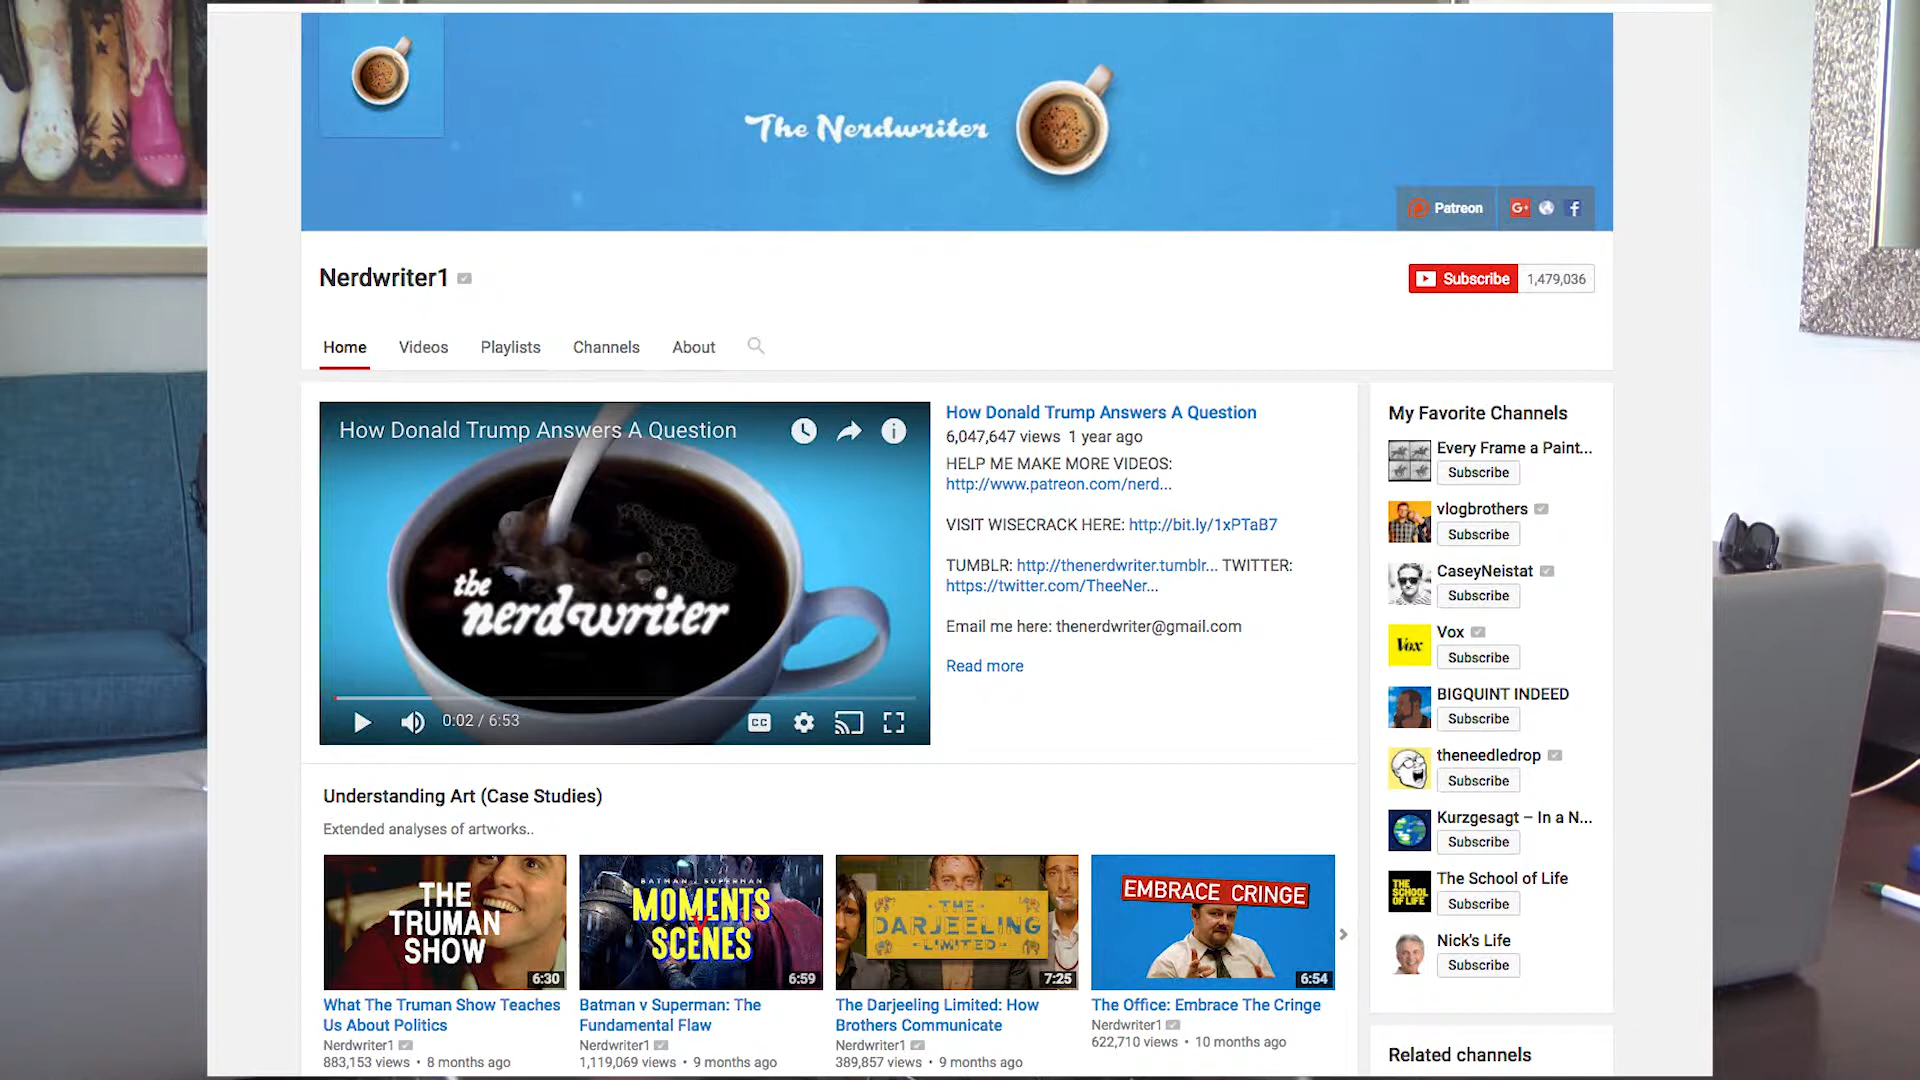 The Nerdwriter
Patreon
G+
f
Nerdwriter1
Subscribe 1,479,036
Home Videos Playlists Channels About
How Donald Trump Answers A Question
the
nerdwriter
0:02 / 6:53
CC
How Donald Trump Answers A Question
6,047,647 views 1 year ago
HELP ME MAKE MORE VIDEOS:
http://www.patreon.com/nerd...
VISIT WISECRACK HERE: http://bit.ly/1xPTaB7
TUMBLR: http://thenerdwriter.tumblr... TWITTER:
https://twitter.com/TheeNer...
Email me here: thenerdwriter@gmail.com
Read more
My Favorite Channels
Every Frame a Paint...
Subscribe
vlogbrothers
Subscribe
CaseyNeistat
Subscribe
Vox
Vox
Subscribe
BIGQUINT INDEED
Subscribe
theneedledrop
Subscribe
Kurzgesagt – In a N...
Subscribe
THE
SCHOOL
OF LIFE
The School of Life
Subscribe
Nick's Life
Subscribe
Related channels
Understanding Art (Case Studies)
Extended analyses of artworks..
THE
TRUMAN
SHOW
6:30
What The Truman Show Teaches
Us About Politics
Nerdwriter1
883,153 views • 8 months ago
BATMAN v SUPERMAN
MOMENTS
V
SCENES
6:59
Batman v Superman: The
Fundamental Flaw
Nerdwriter1
1,119,069 views • 9 months ago
-THE-
DARJEELING
-LIMITED-
7:25
The Darjeeling Limited: How
Brothers Communicate
Nerdwriter1
389,857 views • 9 months ago
EMBRACE CRINGE
6:54
The Office: Embrace The Cringe
Nerdwriter1
622,710 views • 10 months ago